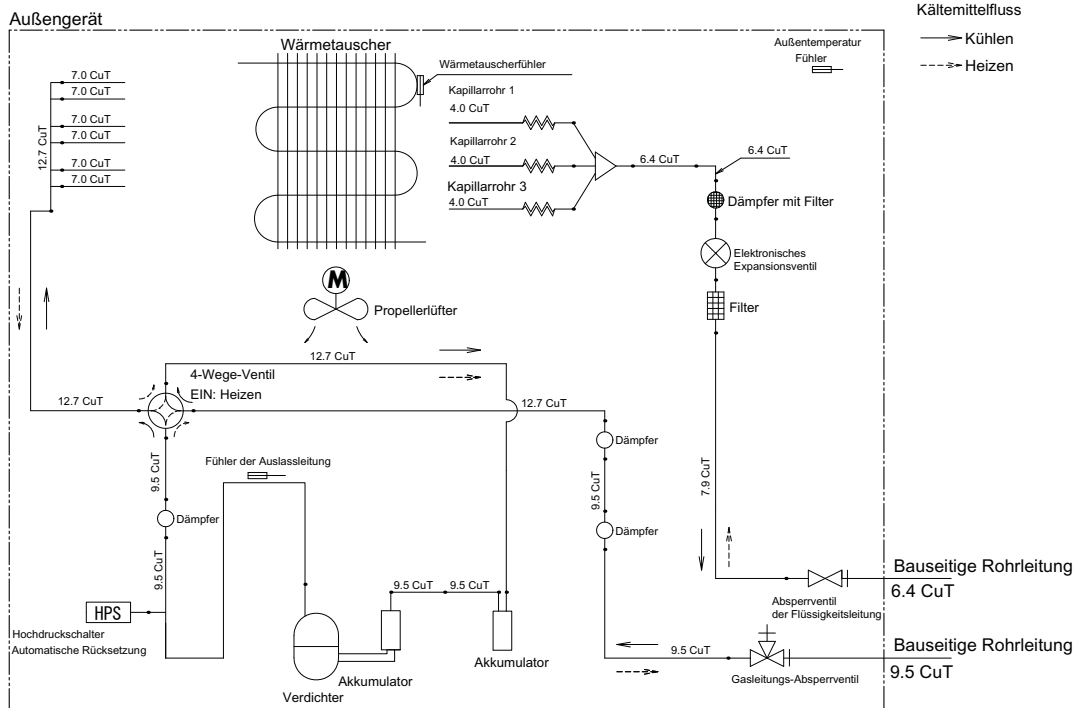 Außengerät
Kältemittelfluss
Kühlen
Heizen
Außentemperatur
Fühler
Wärmetauscher
Wärmetauscherfühler
7.0 CuT
7.0 CuT
7.0 CuT
7.0 CuT
7.0 CuT
7.0 CuT
12.7 CuT
Kapillarrohr 1
4.0 CuT
Kapillarrohr 2
4.0 CuT
Kapillarrohr 3
4.0 CuT
6.4 CuT
6.4 CuT
Dämpfer mit Filter
Elektronisches
Expansionsventil
Filter
M
Propellerlüfter
12.7 CuT
4-Wege-Ventil
EIN: Heizen
12.7 CuT
12.7 CuT
Dämpfer
9.5 CuT
Dämpfer
7.9 CuT
9.5 CuT
Fühler der Auslassleitung
Dämpfer
9.5 CuT
HPS
Hochdruckschalter
Automatische Rücksetzung
9.5 CuT
9.5 CuT
Verdichter
Akkumulator
Akkumulator
Absperrventil
der Flüssigkeitsleitung
Bauseitige Rohrleitung
6.4 CuT
9.5 CuT
Gasleitungs-Absperrventil
Bauseitige Rohrleitung
9.5 CuT